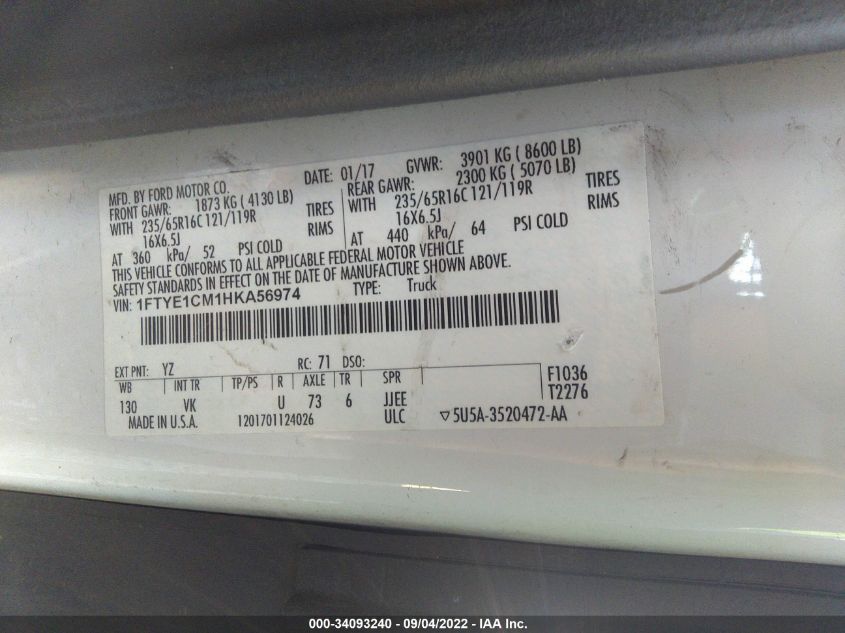 MFD. BY FORD MOTOR CO. DATE: 01/17 GVWR: 3901 KG ( 8600 LB)
FRONT GAWR: 1873 KG ( 4130 LB) REAR GAWR: 2300 KG ( 5070 LB)
WITH 235/65R16C 121/119R TIRES WITH 235/65R16C 121/119R TIRES
16X6.5J RIMS 16X6.5J RIMS
AT 360 kPa/ 52 PSI COLD AT 440 kPa/ 64 PSI COLD
THIS VEHICLE CONFORMS TO ALL APPLICABLE FEDERAL MOTOR VEHICLE
SAFETY STANDARDS IN EFFECT ON THE DATE OF MANUFACTURE SHOWN ABOVE.
VIN: 1FTYE1CM1HKA56974 TYPE: Truck
EXT PNT: YZ RC: 71 DSO:
WB INT TR TP/PS R AXLE TR SPR F1036
130 VK U 73 6 JJEE T2276
MADE IN U.S.A. 1201701124026 ULC ▽5U5A-3520472-AA
000-34093240 - 09/04/2022 - IAA Inc.